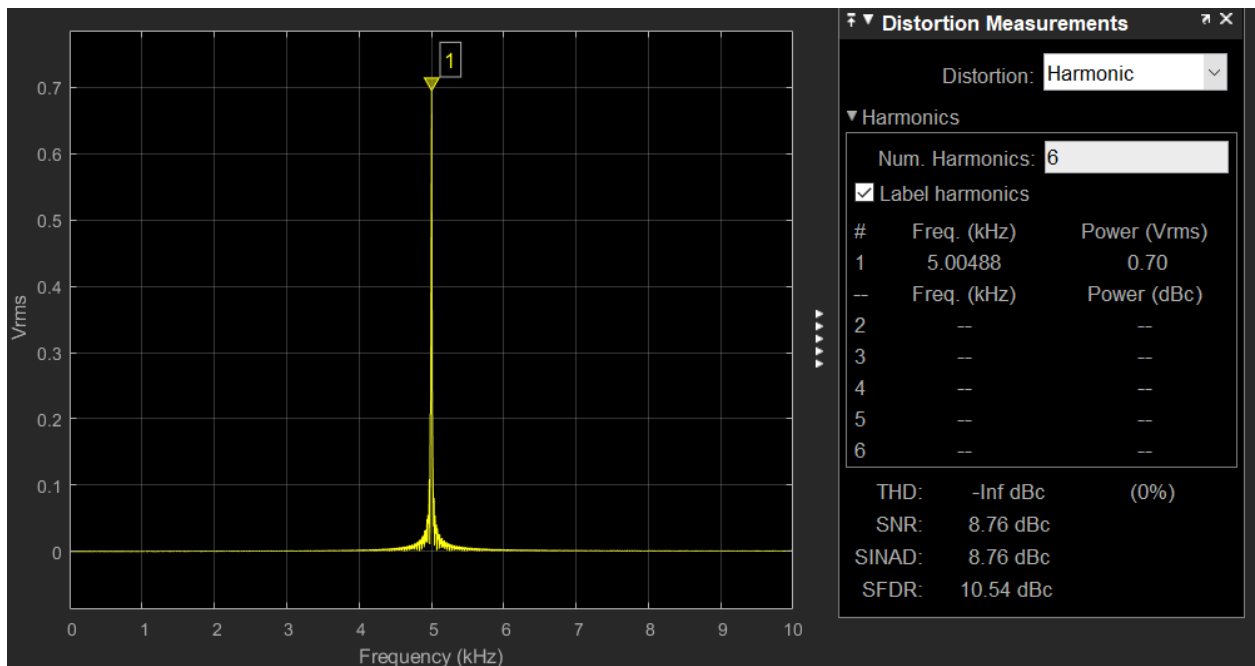 1
0.7
0.6
0.5
0.4
0.3
0.2
0.1
0
Vrms
0 1 2 3 4 5 6 7 8 9 10
Frequency (kHz)
Distortion Measurements
Distortion: Harmonic
Harmonics
Num. Harmonics: 6
Label harmonics
# Freq. (kHz) Power (Vrms)
1 5.00488 0.70
-- Freq. (kHz) Power (dBc)
2 -- --
3 -- --
4 -- --
5 -- --
6 -- --
THD: -Inf dBc (0%)
SNR: 8.76 dBc
SINAD: 8.76 dBc
SFDR: 10.54 dBc